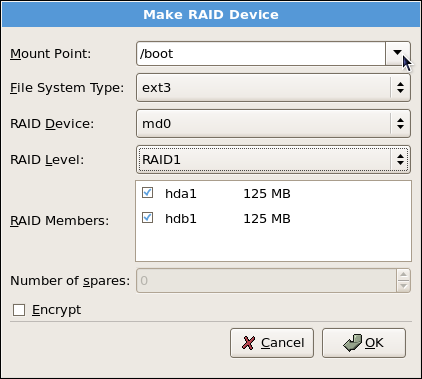 Make RAID Device
Mount Point: /boot
File System Type: ext3
RAID Device: md0
RAID Level: RAID1
RAID Members:
hda1 125 MB
hdb1 125 MB
Number of spares: 0
Encrypt
Cancel OK